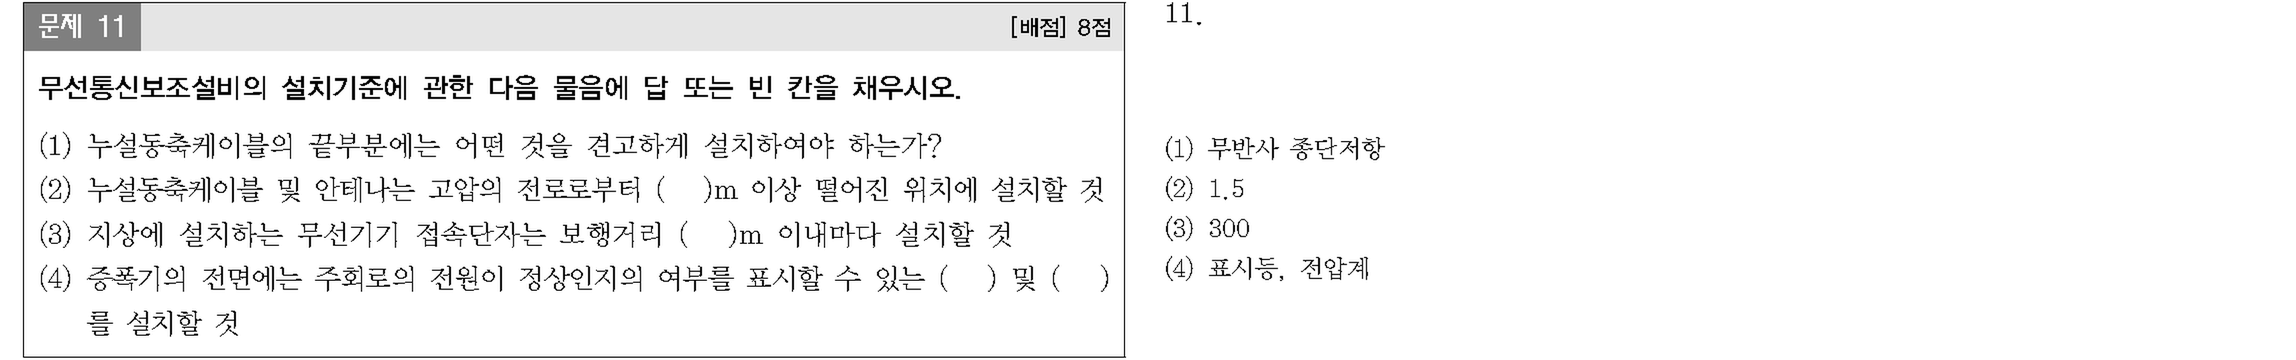 문제 11
[배점] 8점
무선통신보조설비의 설치기준에 관한 다음 물음에 답 또는 빈 칸을 채우시오.
(1) 누설동축케이블의 끝부분에는 어떤 것을 견고하게 설치하여야 하는가?
(2) 누설동축케이블 및 안테나는 고압의 전로로부터 (    )m 이상 떨어진 위치에 설치할 것
(3) 지상에 설치하는 무선기기 접속단자는 보행거리 (    )m 이내마다 설치할 것
(4) 증폭기의 전면에는 주회로의 전원이 정상인지의 여부를 표시할 수 있는 (    ) 및 (    )
를 설치할 것
11.
(1) 무반사 종단저항
(2) 1.5
(3) 300
(4) 표시등, 전압계